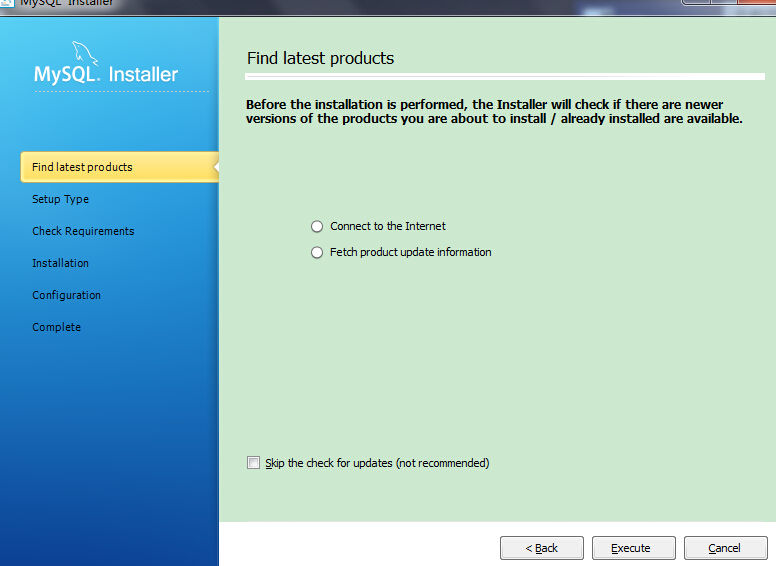 MySQL Installer
MySQL. Installer
Find latest products
Setup Type
Check Requirements
Installation
Configuration
Complete
Find latest products
Before the installation is performed, the Installer will check if there are newer
versions of the products you are about to install / already installed are available.
Connect to the Internet
Fetch product update information
Skip the check for updates (not recommended)
< Back
Execute
Cancel